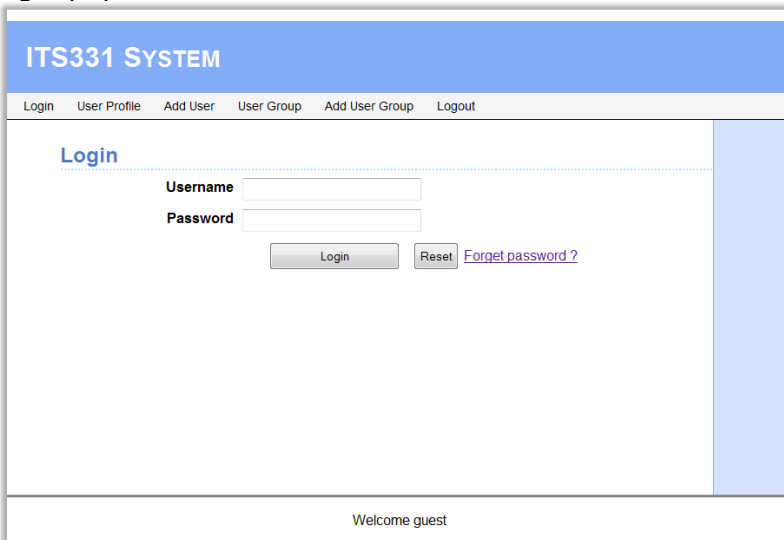 ITS331 SYSTEM
Login User Profile Add User User Group Add User Group Logout
Login
Username
Password
Login Reset Forget password ?
Welcome guest